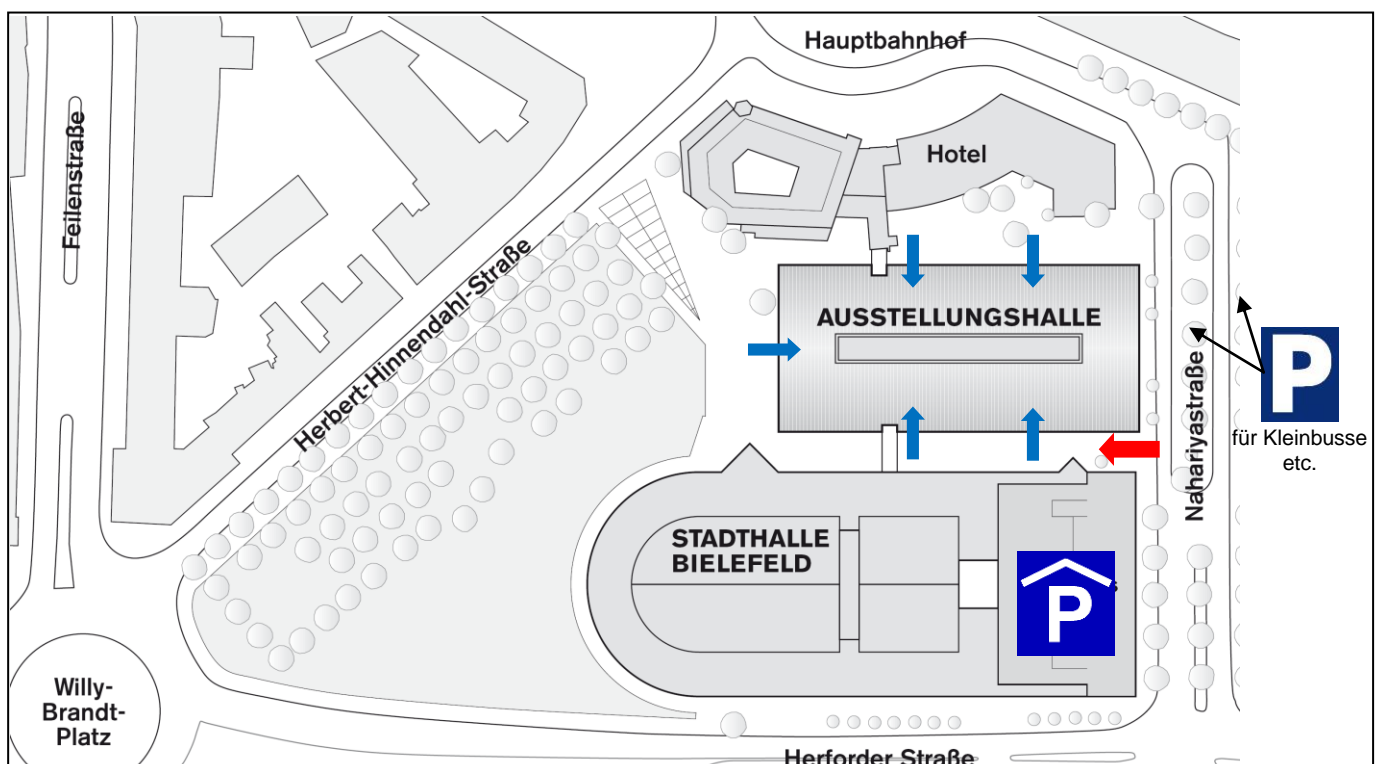 Hauptbahnhof
Feilenstraße
Hotel
Herbert-Hinnendahl-Straße
AUSSTELLUNGSHALLE
Nahariyastraße
P
für Kleinbusse
etc.
STADTHALLE
BIELEFELD
P
s
Willy-
Brandt-
Platz
Herforder Straße